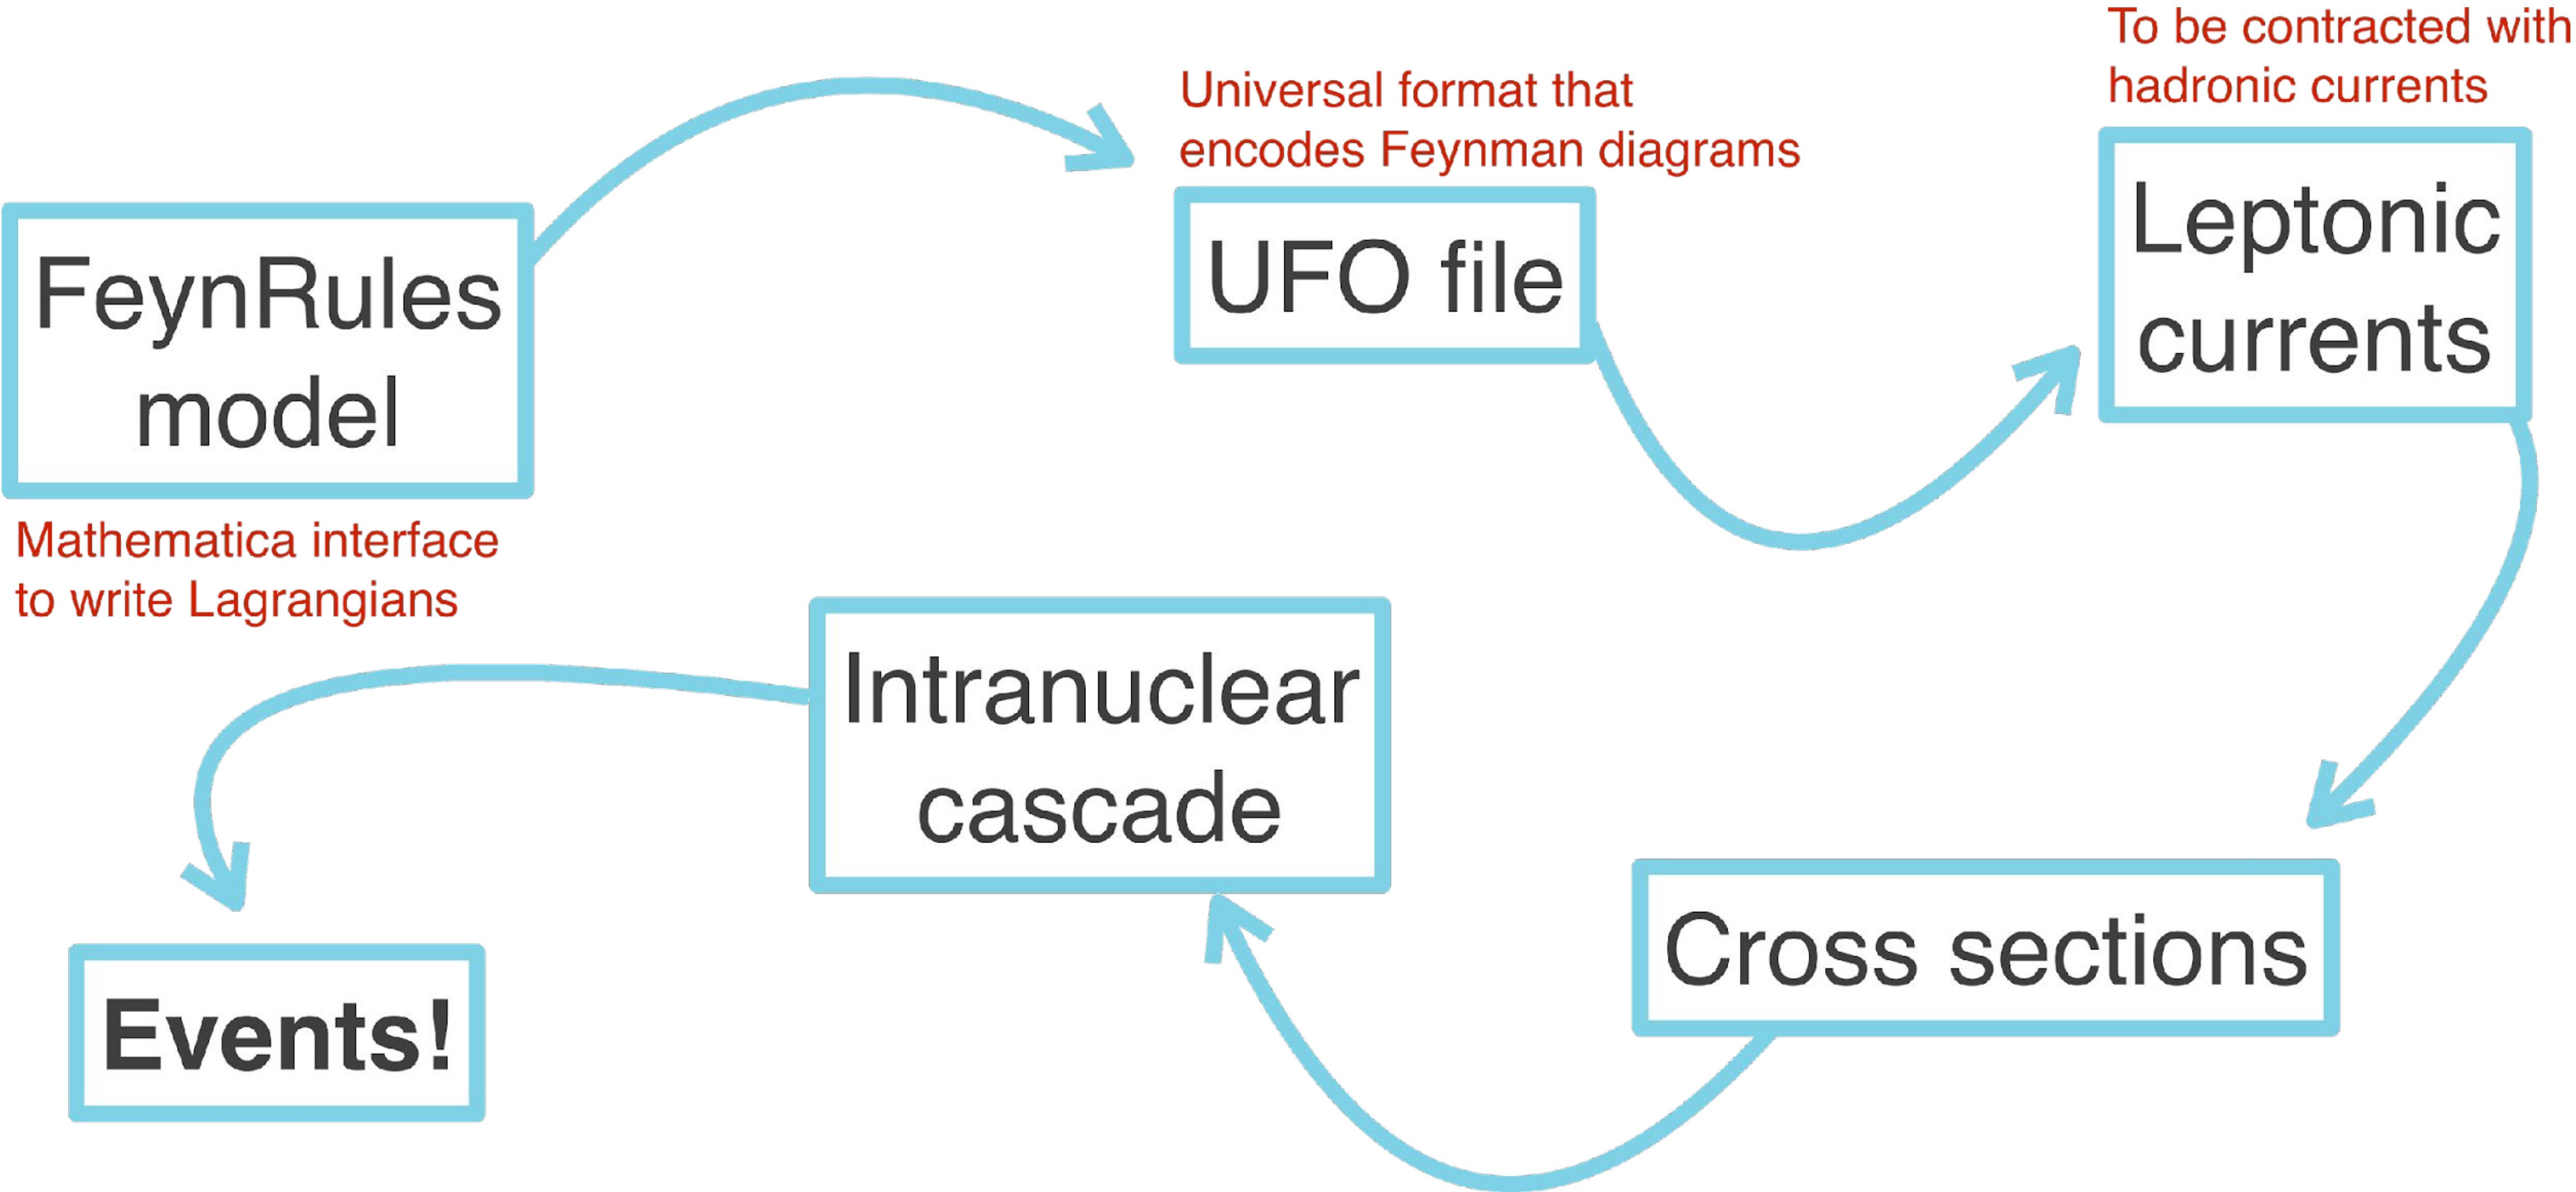 FeynRules
model
Mathematica interface
to write Lagrangians
Universal format that
encodes Feynman diagrams
UFO file
To be contracted with
hadronic currents
Leptonic
currents
Cross sections
Intranuclear
cascade
Events!